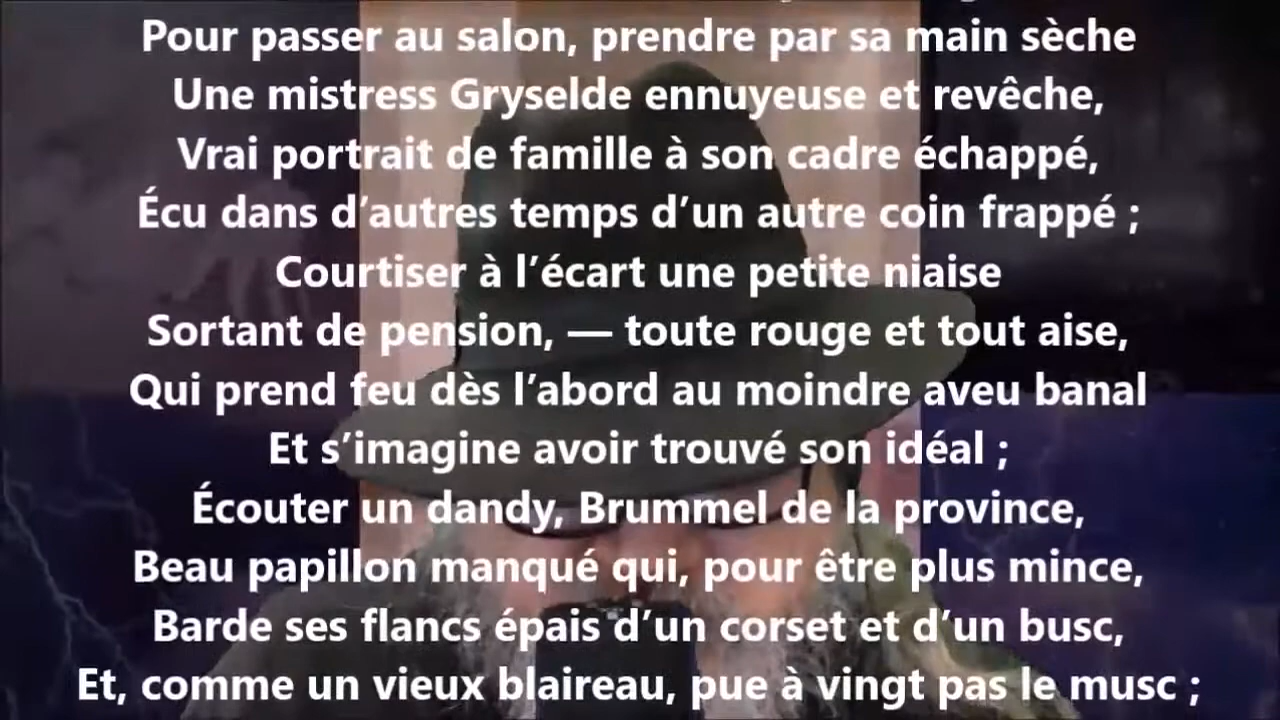 Pour passer au salon, prendre par sa main sèche
Une mistress Gryselde ennuyeuse et revêche,
Vrai portrait de famille à son cadre échappé,
Écu dans d’autres temps d’un autre coin frappé ;
Courtiser à l’écart une petite niaise
Sortant de pension, — toute rouge et tout aise,
Qui prend feu dès l’abord au moindre aveu banal
Et s’imagine avoir trouvé son idéal ;
Écouter un dandy, Brummel de la province,
Beau papillon manqué qui, pour être plus mince,
Barde ses flancs épais d’un corset et d’un busc,
Et, comme un vieux blaireau, pue à vingt pas le musc ;